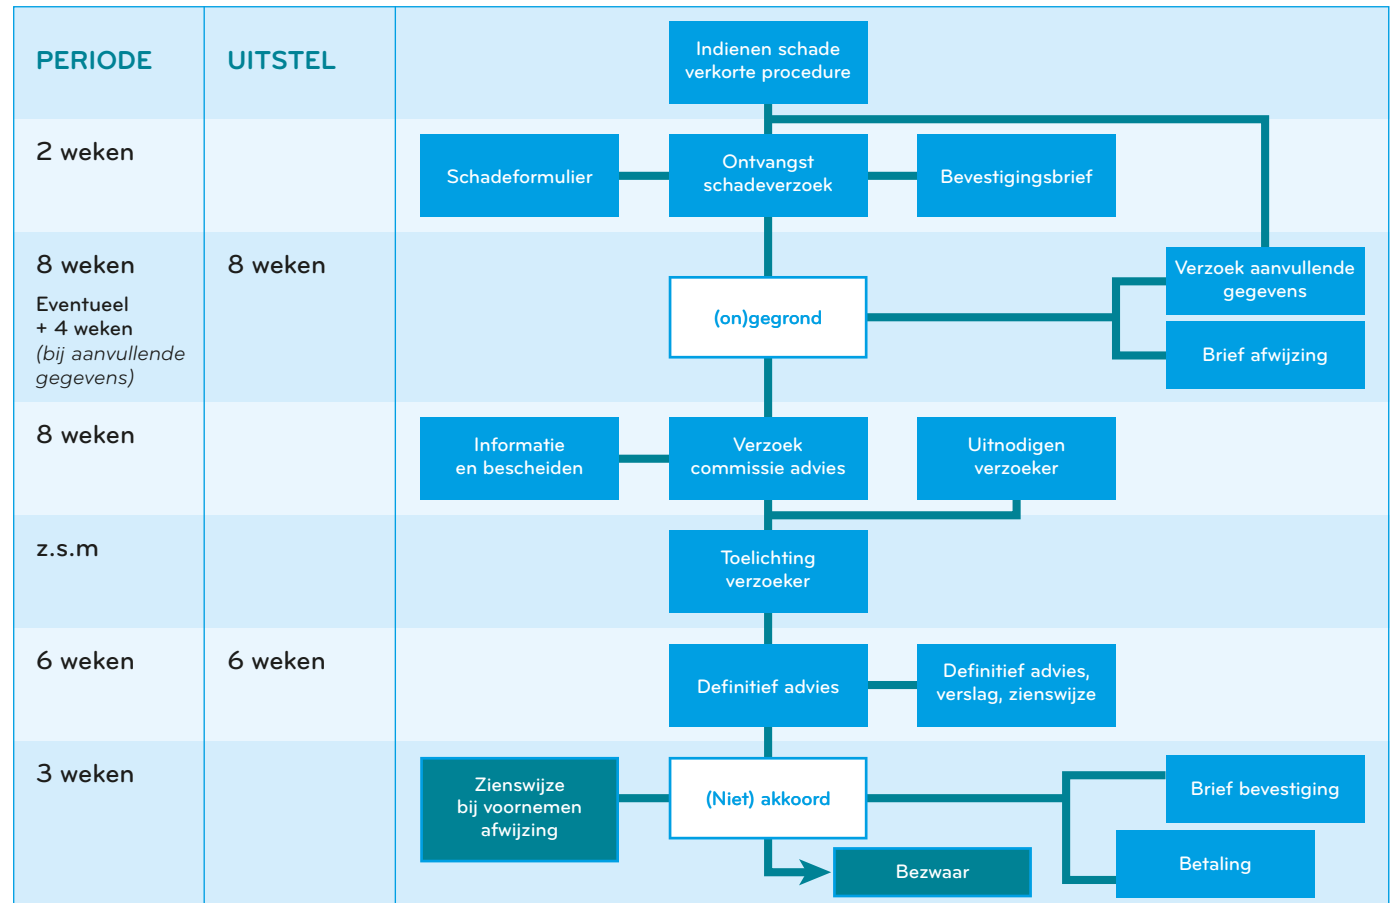 PERIODE
UITSTEL
Indienen schade
verkorte procedure
2 weken
Schadeformulier
Ontvangst
schadeverzoek
Bevestigingsbrief
8 weken
Eventueel
+ 4 weken
(bij aanvullende
gegevens)
8 weken
(on)gegrond
Verzoek aanvullende
gegevens
Brief afwijzing
8 weken
Informatie
en bescheiden
Verzoek
commissie advies
Uitnodigen
verzoeker
z.s.m
Toelichting
verzoeker
6 weken
6 weken
Definitief advies
Definitief advies,
verslag, zienswijze
3 weken
Zienswijze
bij voornemen
afwijzing
(Niet) akkoord
Brief bevestiging
Betaling
Bezwaar